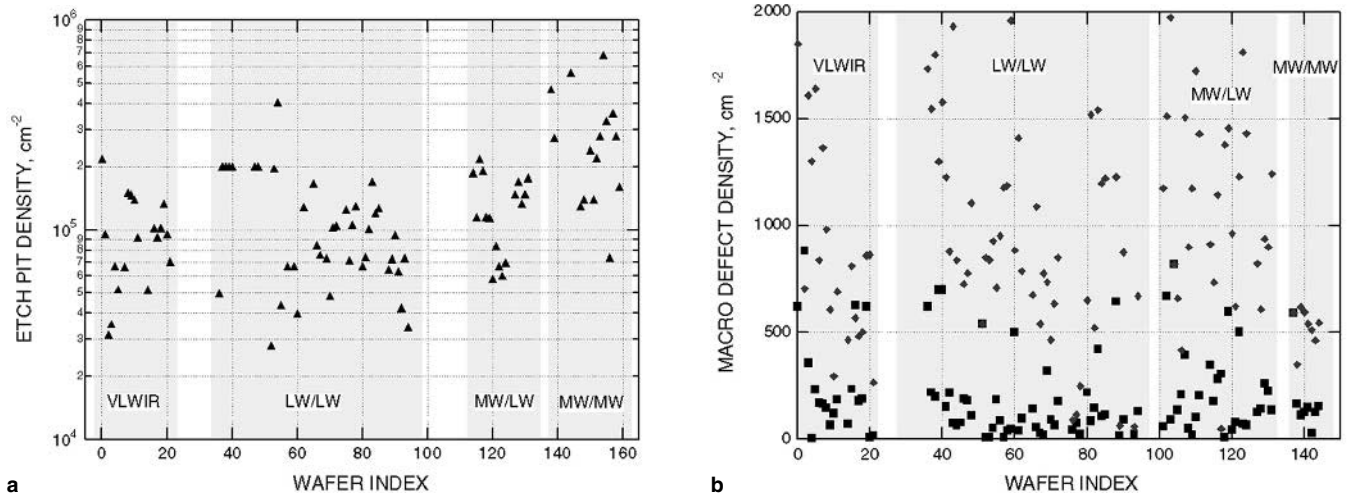 10^6
9
8
7
6
5
4
3
2
10^5
9
8
7
6
5
4
3
2
10^4
ETCH PIT DENSITY, cm^-2
VLWIR
LW/LW
MW/LW
MW/MW
0 20 40 60 80 100 120 140 160
WAFER INDEX
a
2000
1500
1000
500
0
MACRO DEFECT DENSITY, cm^-2
VLWIR
LW/LW
MW/LW
MW/MW
0 20 40 60 80 100 120 140
WAFER INDEX
b